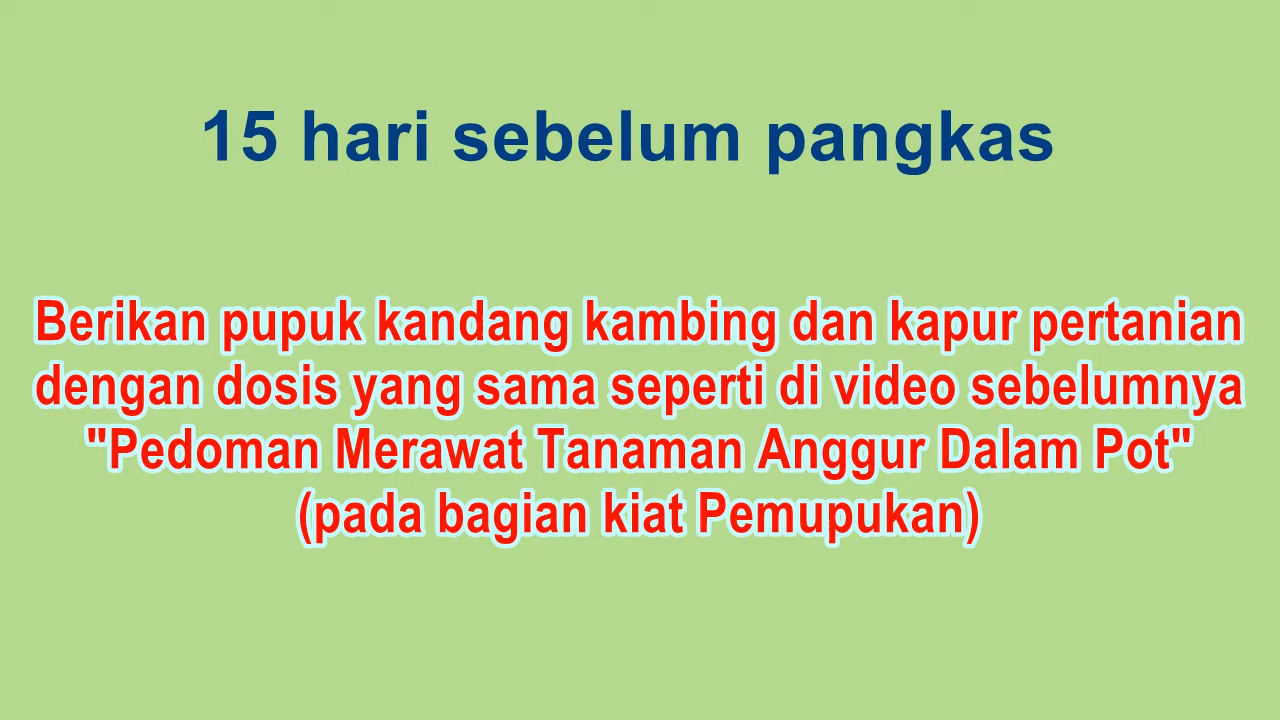 15 hari sebelum pangkas
Berikan pupuk kandang kambing dan kapur pertanian
dengan dosis yang sama seperti di video sebelumnya
"Pedoman Merawat Tanaman Anggur Dalam Pot"
(pada bagian kiat Pemupukan)